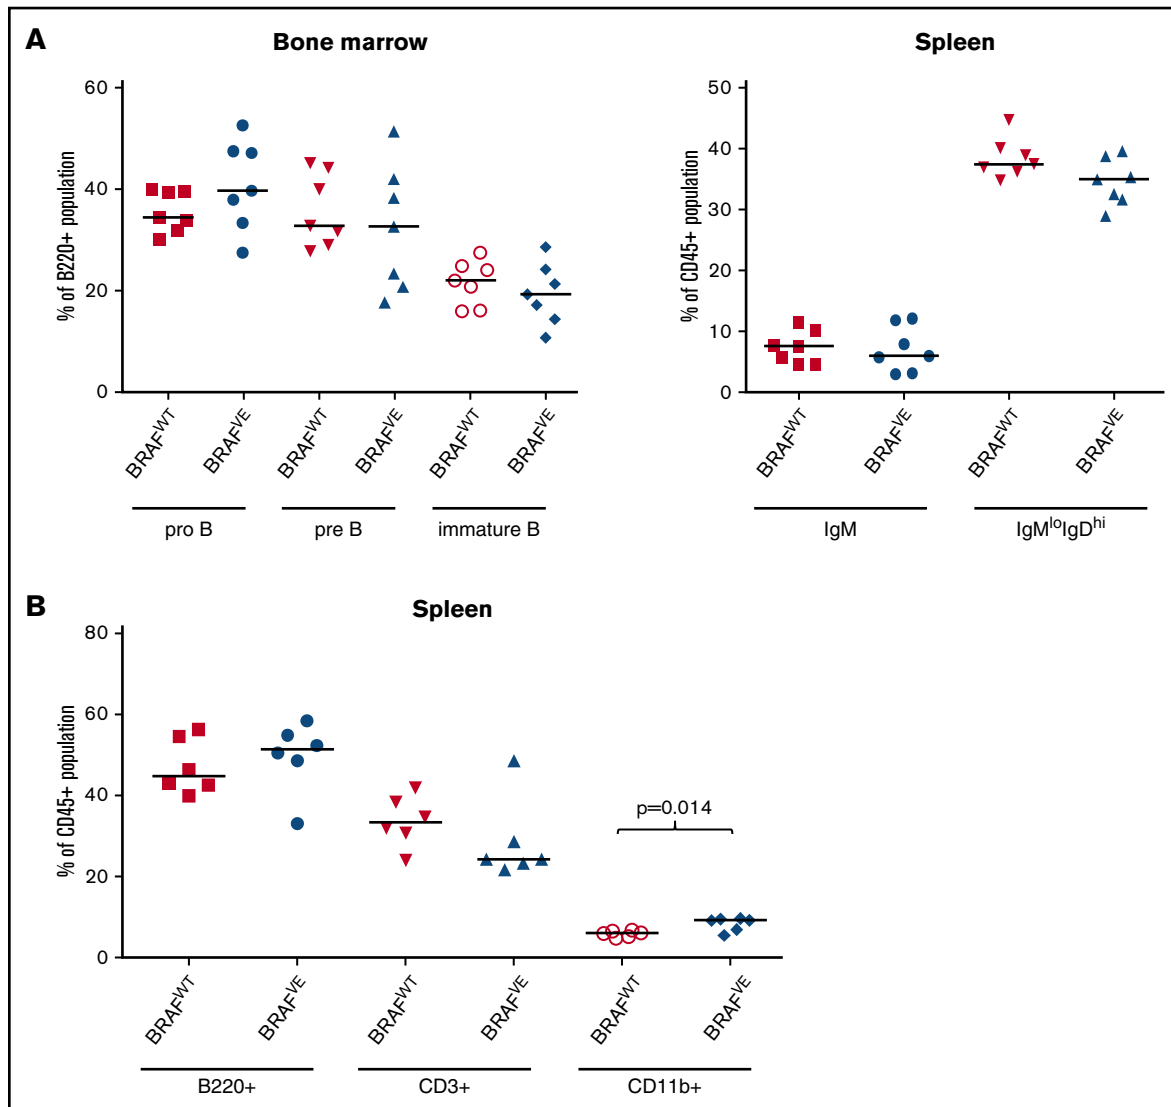 A
Bone marrow
% of B220+ population
60
40
20
0
BRAF^WT
BRAF^VE
BRAF^WT
BRAF^VE
BRAF^WT
BRAF^VE
pro B
pre B
immature B
Spleen
% of CD45+ population
50
40
30
20
10
0
BRAF^WT
BRAF^VE
BRAF^WT
BRAF^VE
IgM
IgM^loIgD^hi
B
Spleen
% of CD45+ population
80
60
40
20
0
p=0.014
BRAF^WT
BRAF^VE
BRAF^WT
BRAF^VE
BRAF^WT
BRAF^VE
B220+
CD3+
CD11b+